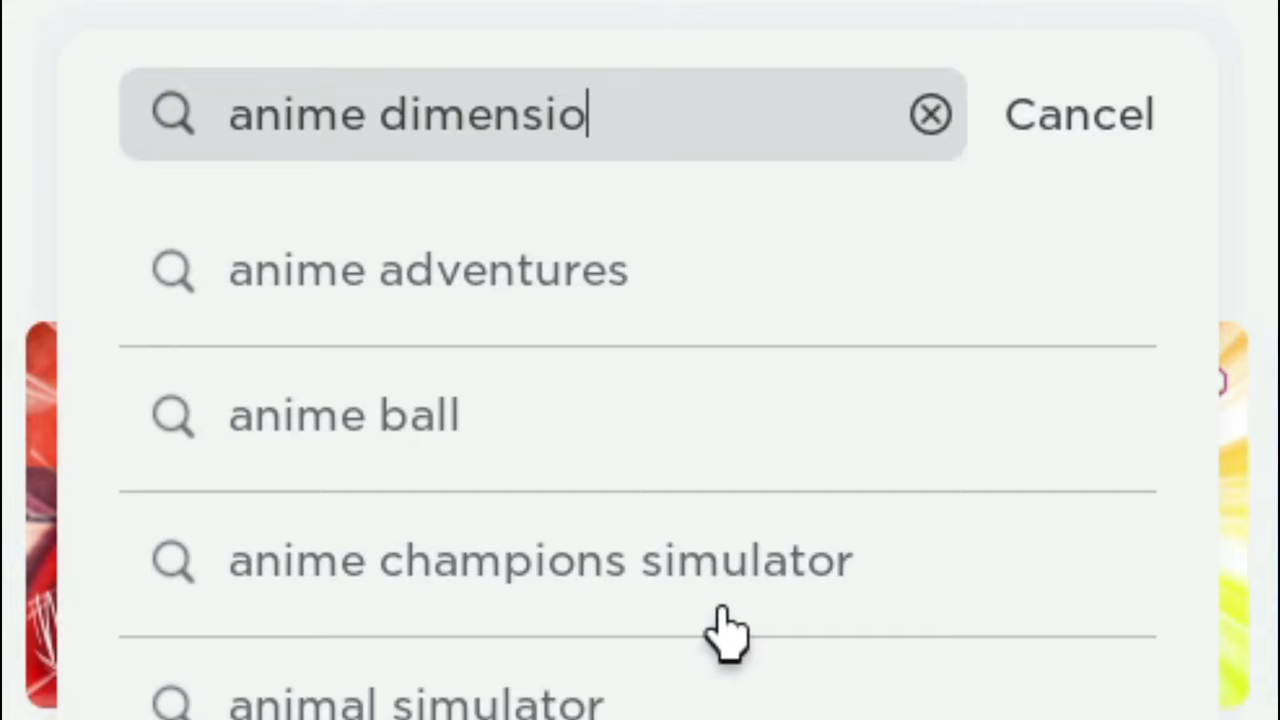 anime dimensio
Cancel
anime adventures
anime ball
anime champions simulator
animal simulator